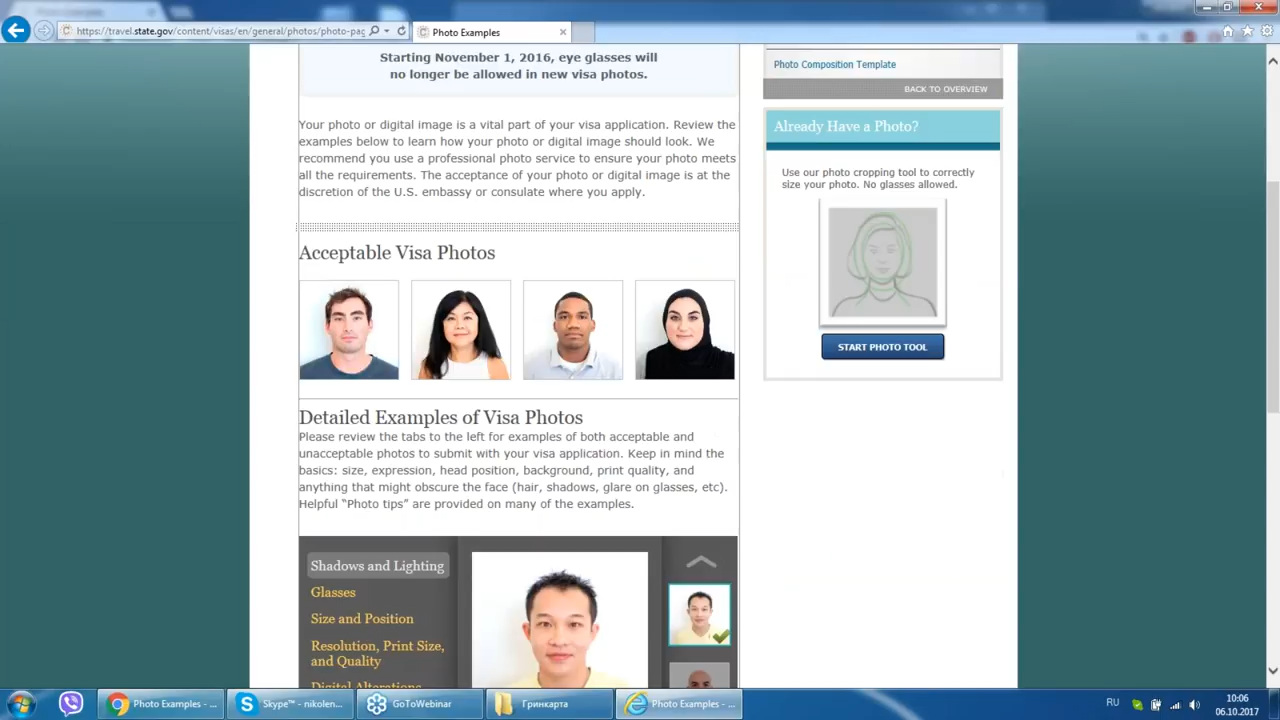 https://travel.state.gov/content/visas/en/general/photos/photo-pag
Photo Examples
Starting November 1, 2016, eye glasses will
no longer be allowed in new visa photos.
Your photo or digital image is a vital part of your visa application. Review the
examples below to learn how your photo or digital image should look. We
recommend you use a professional photo service to ensure your photo meets
all the requirements. The acceptance of your photo or digital image is at the
discretion of the U.S. embassy or consulate where you apply.
Acceptable Visa Photos
Detailed Examples of Visa Photos
Please review the tabs to the left for examples of both acceptable and
unacceptable photos to submit with your visa application. Keep in mind the
basics: size, expression, head position, background, print quality, and
anything that might obscure the face (hair, shadows, glare on glasses, etc).
Helpful “Photo tips” are provided on many of the examples.
Shadows and Lighting
Glasses
Size and Position
Resolution, Print Size,
and Quality
Digital Alterations
Photo Composition Template
BACK TO OVERVIEW
Already Have a Photo?
Use our photo cropping tool to correctly
size your photo. No glasses allowed.
START PHOTO TOOL
Photo Examples - ...
Skype™ - nikolen...
GoToWebinar
Гринкарта
Photo Examples - ...
RU
10:06
06.10.2017